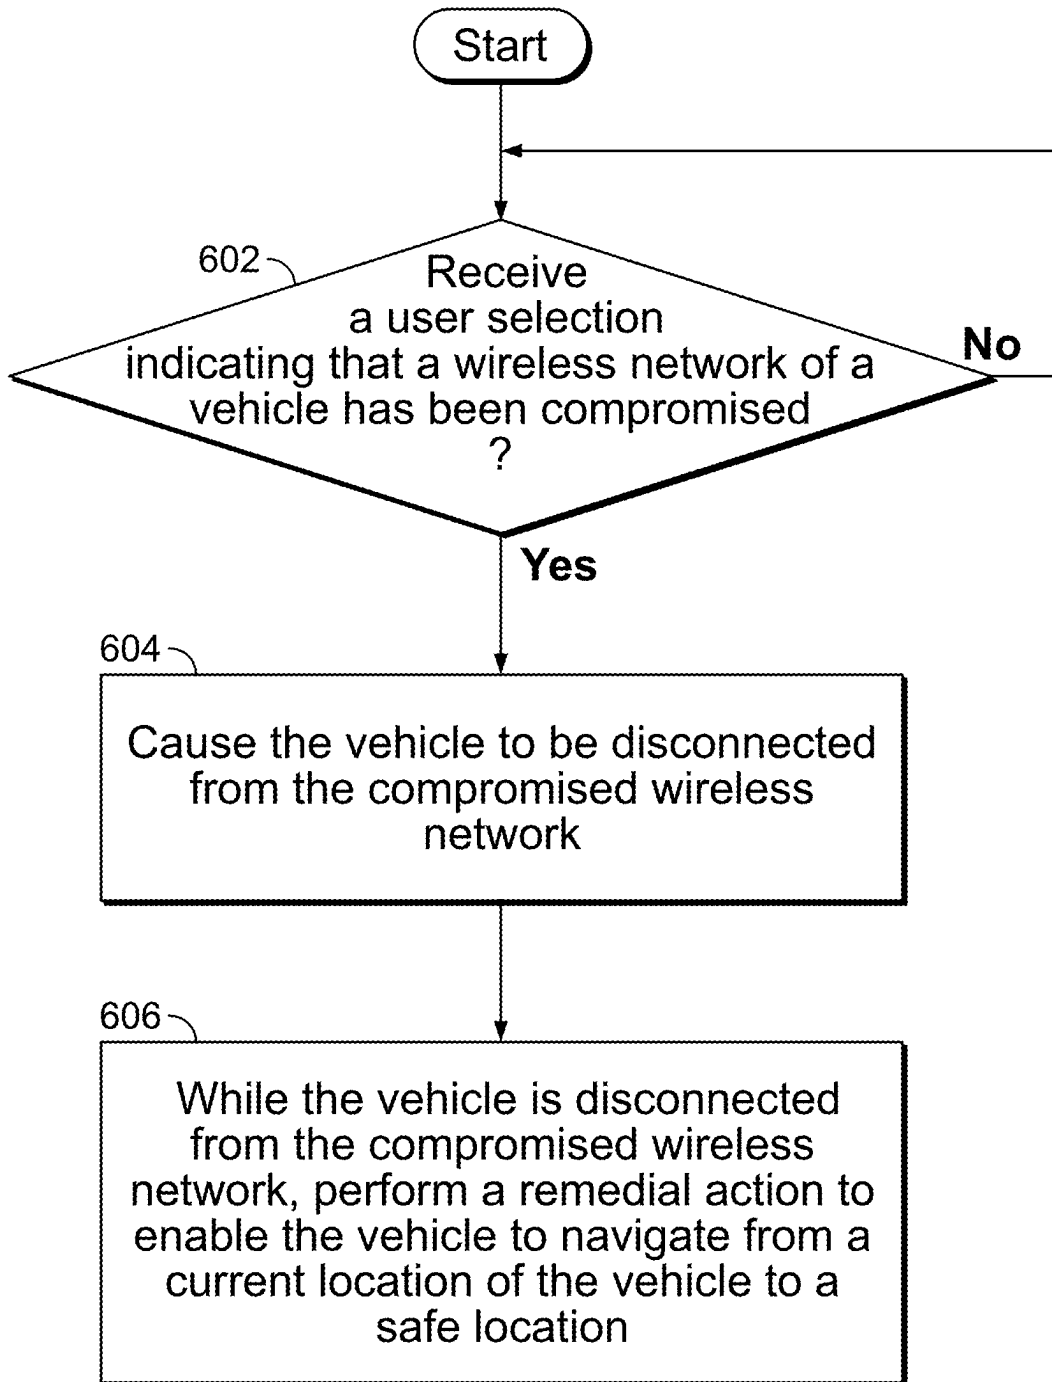 Start
602
Receive
a user selection
indicating that a wireless network of a
vehicle has been compromised
?
No
Yes
604
Cause the vehicle to be disconnected
from the compromised wireless
network
606
While the vehicle is disconnected
from the compromised wireless
network, perform a remedial action to
enable the vehicle to navigate from a
current location of the vehicle to a
safe location